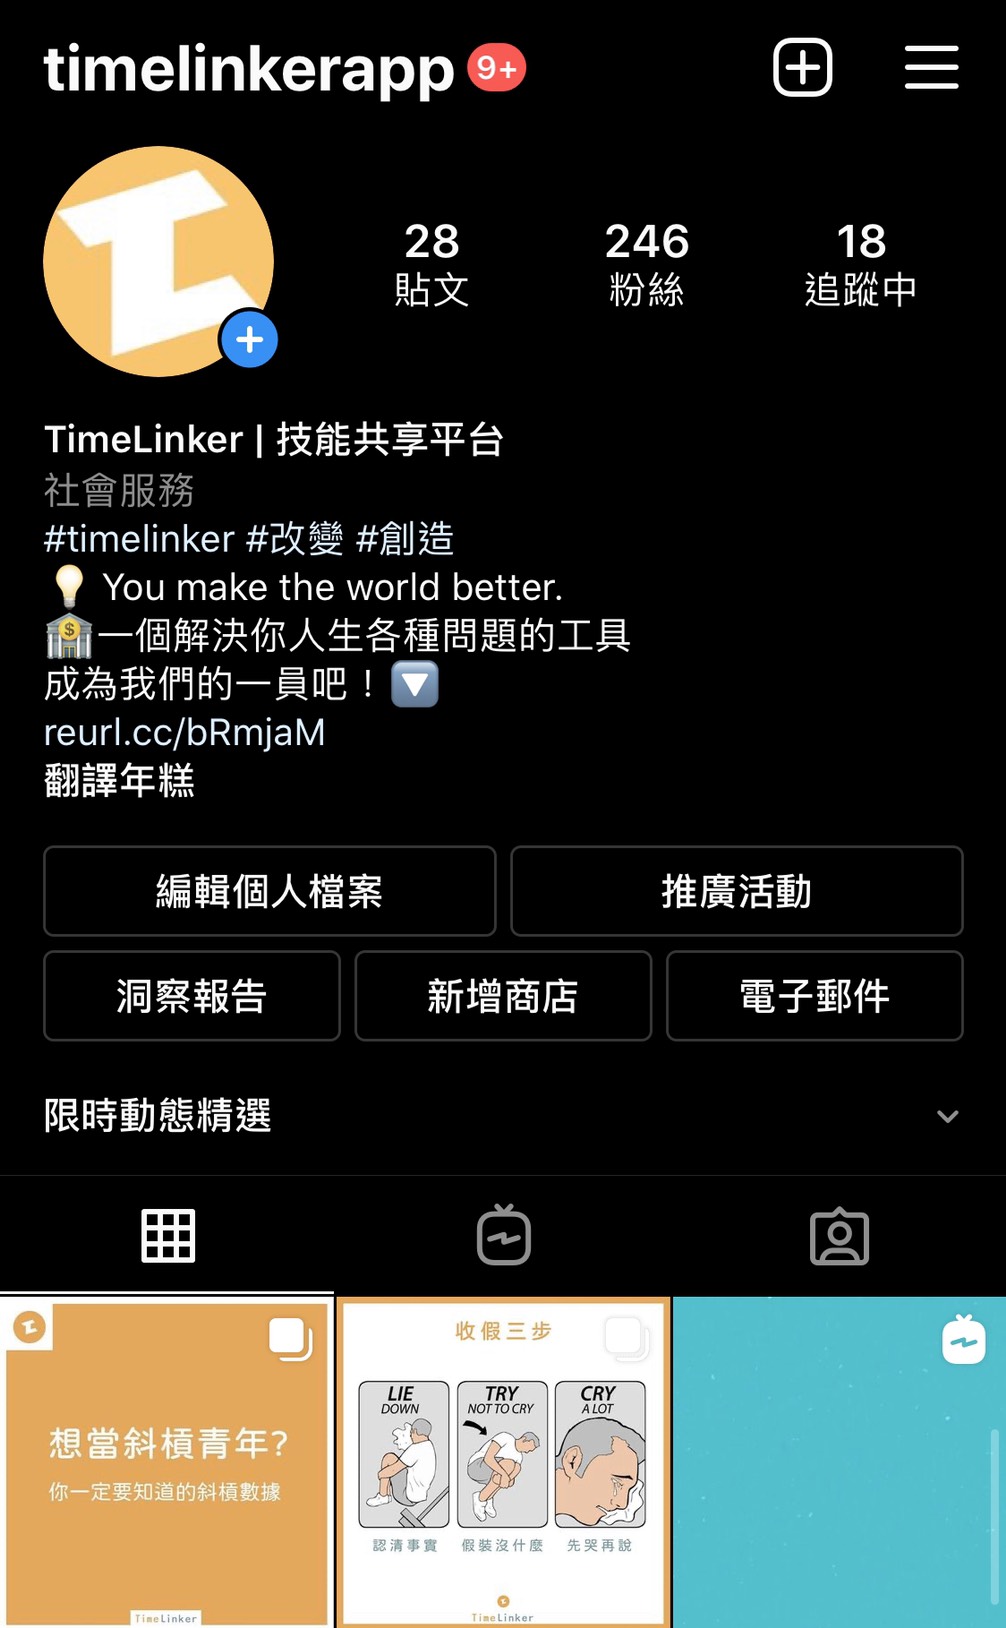 timelinkerapp 9+
28
貼文
246
粉絲
18
追蹤中
TimeLinker | 技能共享平台
社會服務
#timelinker #改變 #創造
💡 You make the world better.
🏦一個解決你人生各種問題的工具
成為我們的一員吧！🔽
reurl.cc/bRmjaM
翻譯年糕
編輯個人檔案
推廣活動
洞察報告
新增商店
電子郵件
限時動態精選
想當斜槓青年?
你一定要知道的斜槓數據
TimeLinker
收假三步
LIE
DOWN
TRY
NOT TO CRY
CRY
A LOT
認清事實
假裝沒什麼
先哭再說
TimeLinker